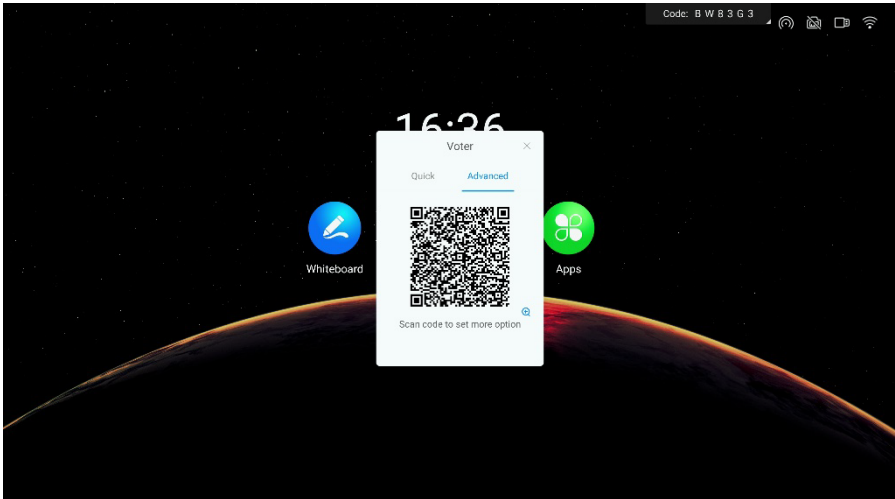 Code: B W 8 3 G 3
16:36
Voter
Quick
Advanced
Whiteboard
Apps
Scan code to set more option